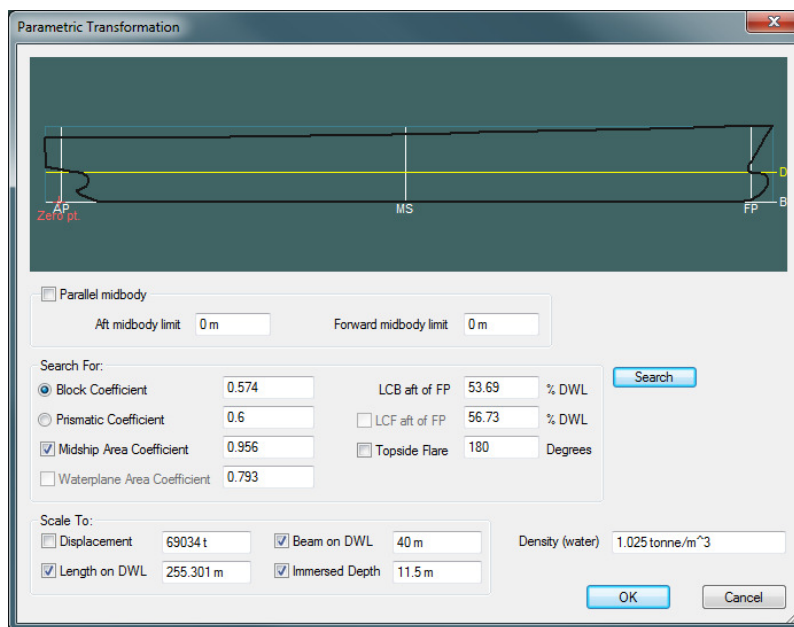 Parametric Transformation
D
AP MS FP B
Zero pt.
Parallel midbody
Aft midbody limit 0 m Forward midbody limit 0 m
Search For:
Block Coefficient 0.574 LCB aft of FP 53.69 % DWL Search
Prismatic Coefficient 0.6 LCF aft of FP 56.73 % DWL
Midship Area Coefficient 0.956 Topside Flare 180 Degrees
Waterplane Area Coefficient 0.793
Scale To:
Displacement 69034 t Beam on DWL 40 m Density (water) 1.025 tonne/m^3
Length on DWL 255.301 m Immersed Depth 11.5 m
OK Cancel